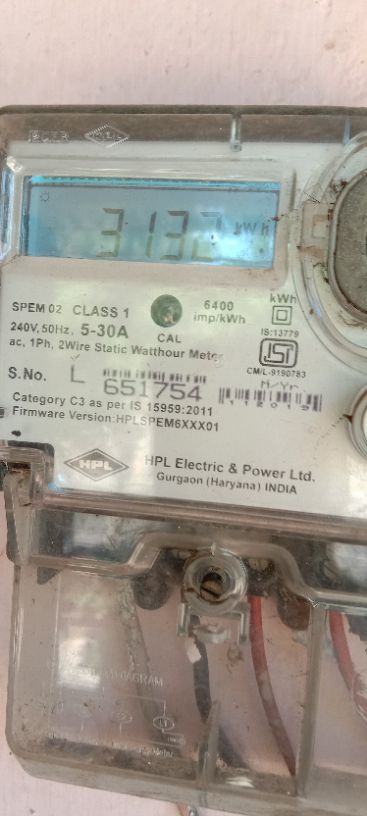 3132 kWh
SPEM 02 CLASS 1
6400 imp/kWh
kWh
240V, 50Hz, 5-30A
CAL
IS:13779
ac, 1Ph, 2Wire Static Watthour Meter
ISI
CM/L-9190783
S.No. L 651754
M/Yr.
Category C3 as per IS 15959:2011
Firmware Version:HPLSPEM6XXX01
HPL
HPL Electric & Power Ltd.
Gurgaon (Haryana) INDIA
DIAGRAM